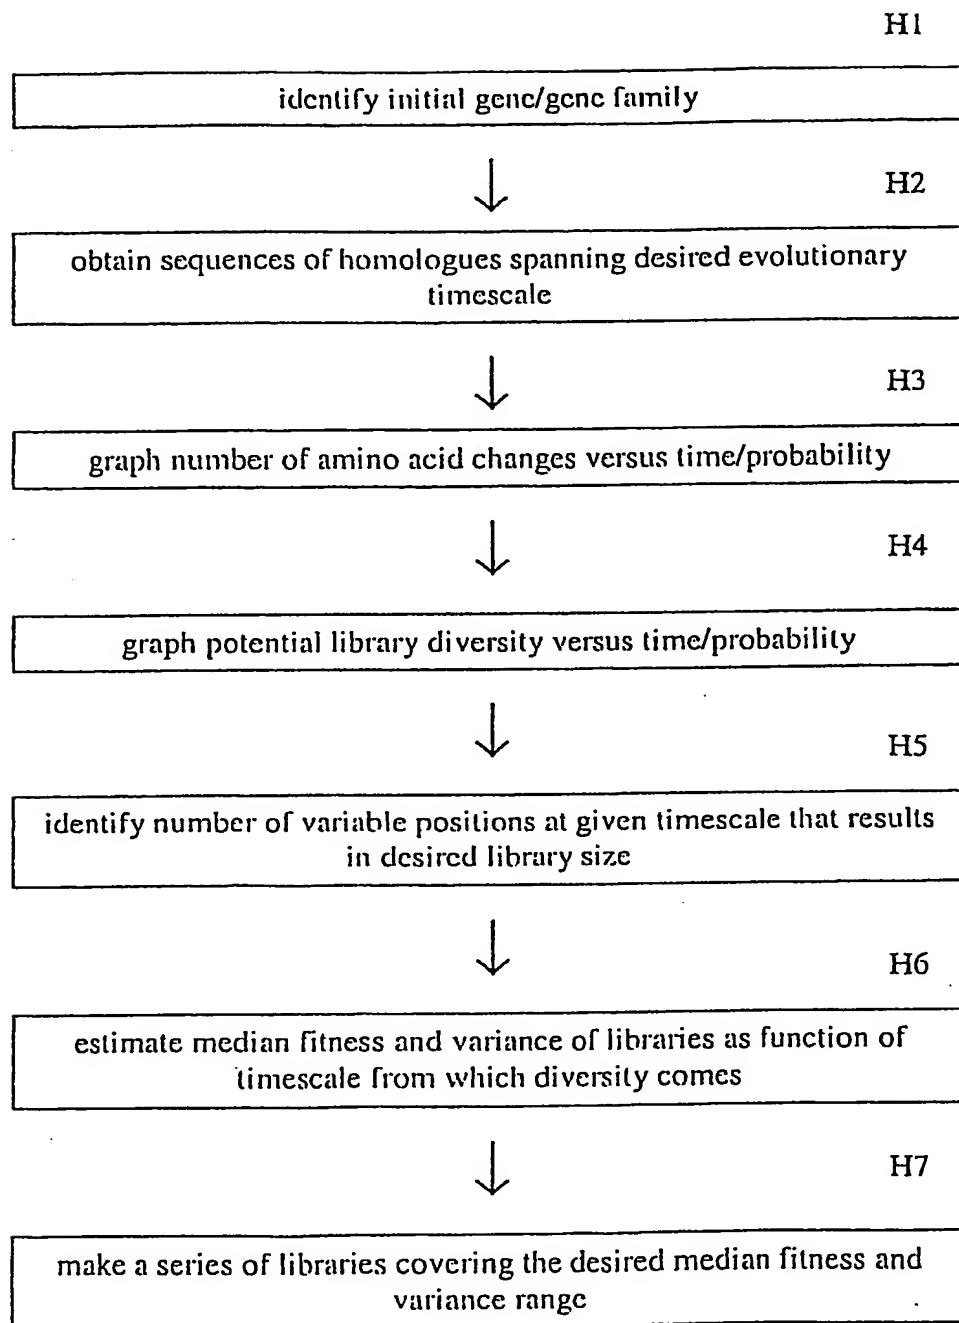 H1
identify initial gene/gene family
H2
obtain sequences of homologues spanning desired evolutionary
timescale
H3
graph number of amino acid changes versus time/probability
H4
graph potential library diversity versus time/probability
H5
identify number of variable positions at given timescale that results
in desired library size
H6
estimate median fitness and variance of libraries as function of
timescale from which diversity comes
H7
make a series of libraries covering the desired median fitness and
variance range